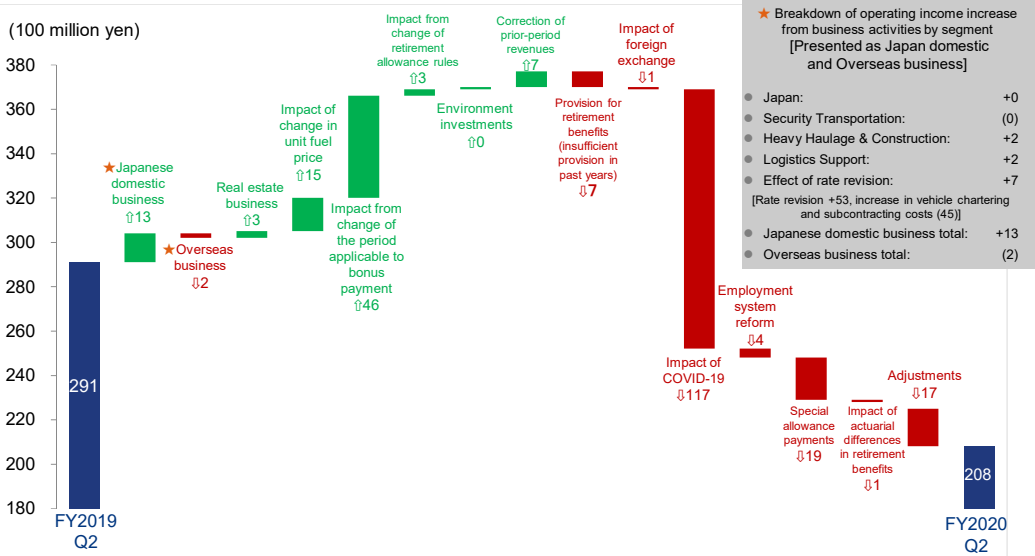 (100 million yen)
380
360
340
320
300
280
260
240
220
200
180
291
FY2019
Q2
★Japanese
domestic
business
⇧13
★Overseas
business
⇩2
Real estate
business
⇧3
Impact of
change in
unit fuel
price
⇧15
Impact from
change of
the period
applicable to
bonus
payment
⇧46
Impact from
change of
retirement
allowance rules
⇧3
Environment
investments
⇧0
Correction of
prior-period
revenues
⇧7
Provision for
retirement
benefits
(insufficient
provision in
past years)
⇩7
Impact of
foreign
exchange
⇩1
Impact of
COVID-19
⇩117
Employment
system
reform
⇩4
Special
allowance
payments
⇩19
Impact of
actuarial
differences
in retirement
benefits
⇩1
Adjustments
⇩17
208
FY2020
Q2
★ Breakdown of operating income increase
from business activities by segment
[Presented as Japan domestic
and Overseas business]
● Japan: +0
● Security Transportation: (0)
● Heavy Haulage & Construction: +2
● Logistics Support: +2
● Effect of rate revision: +7
[Rate revision +53, increase in vehicle chartering
and subcontracting costs (45)]
● Japanese domestic business total: +13
● Overseas business total: (2)